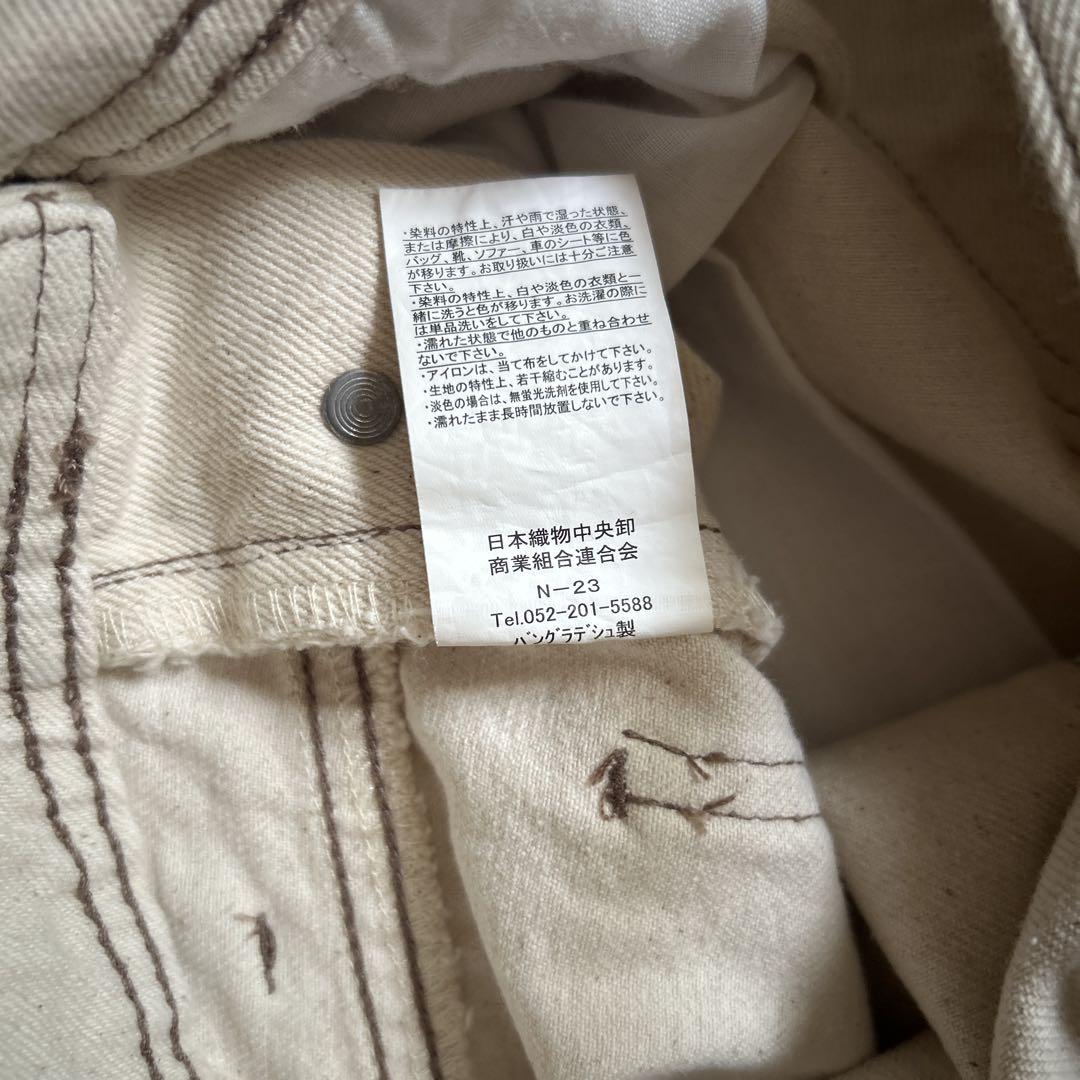 ・染料の特性上、汗や雨で湿った状態、
または摩擦により、白や淡色の衣類、
バッグ、靴、ソファー、車のシート等に色
が移ります。お取り扱いには十分ご注意
下さい。
・染料の特性上、白や淡色の衣類と一
緒に洗うと色が移ります。お洗濯の際に
は単品洗いをして下さい。
・濡れた状態で他のものと重ね合わせ
ないで下さい。
・アイロンは、当て布をしてかけて下さい。
・生地の特性上、若干縮むことがあります。
・淡色の場合は、無蛍光洗剤を使用して下さい。
・濡れたまま長時間放置しないで下さい。
日本織物中央卸
商業組合連合会
N－23
Tel.052-201-5588
バングラデシュ製